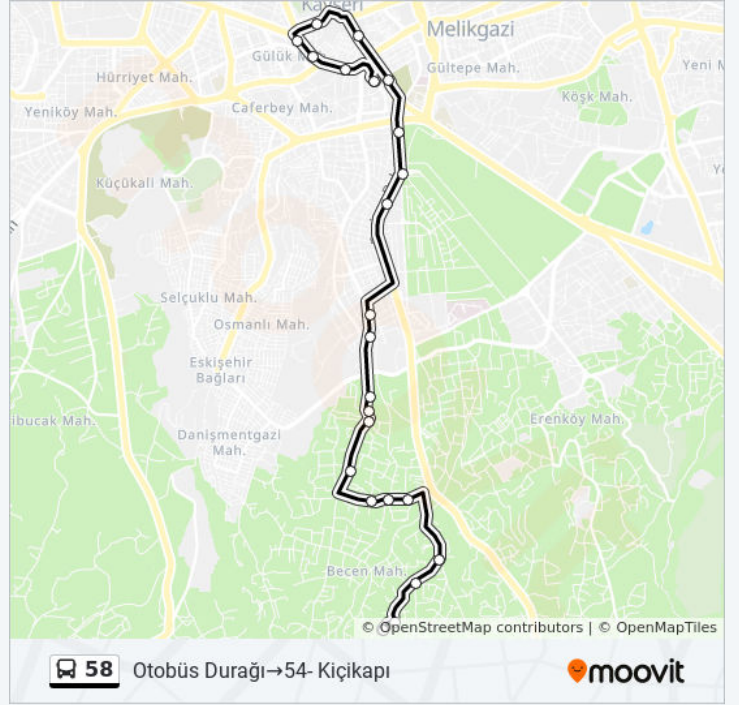 Kayseri
Melikgazi
Gülük
Gültepe Mah.
Yeni
Hürriyet Mah.
Köşk Mah.
Yeniköy Mah.
Caferbey Mah.
Küçükali Mah.
Selçuklu Mah.
Osmanlı Mah.
Eskişehir
Bağları
ibucak Mah.
Erenköy Mah.
Danişmentgazi
Mah.
Becen Mah.
© OpenStreetMap contributors | © OpenMapTiles
58 Otobüs Durağı→54- Kiçikapı
moovit